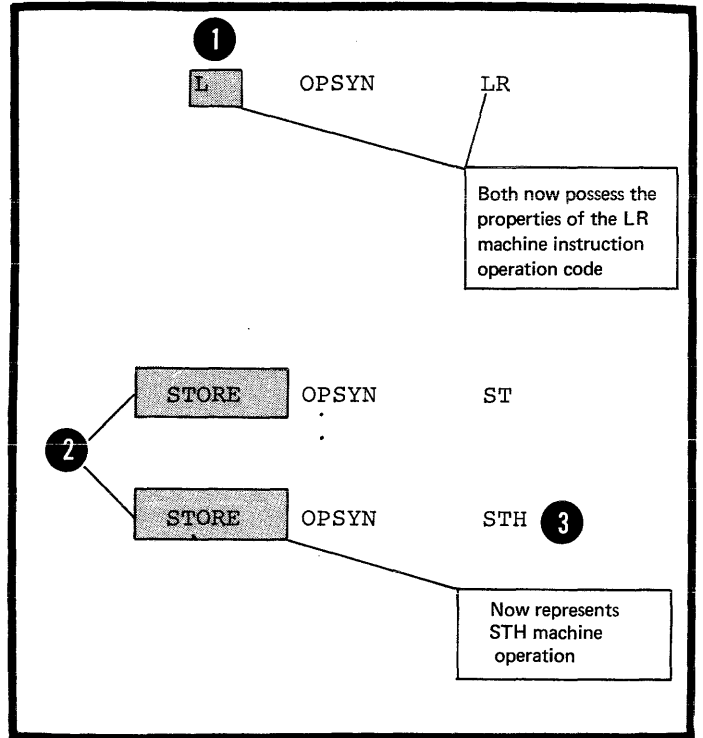 1
L OPSYN LR
Both now possess the
properties of the LR
machine instruction
operation code
STORE OPSYN ST
2
STORE OPSYN STH 3
Now represents
STH machine
operation